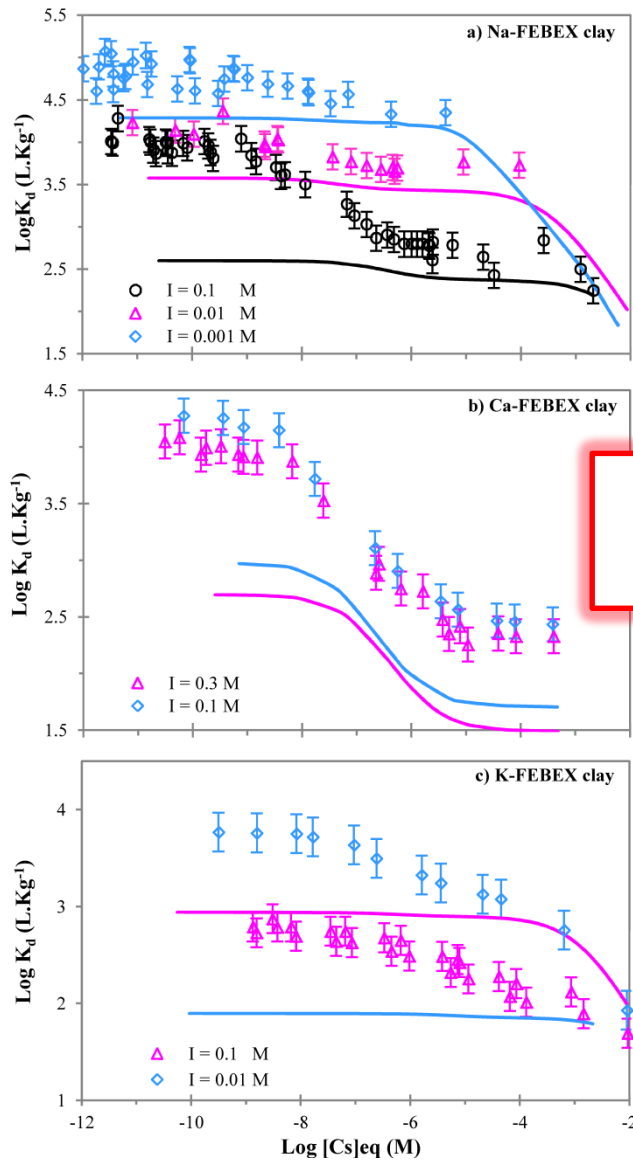 5.5
a) Na-FEBEX clay
4.5
3.5
2.5
1.5
LogKd (L.Kg-1)
I = 0.1 M
I = 0.01 M
I = 0.001 M
4.5
b) Ca-FEBEX clay
3.5
2.5
1.5
Log Kd (L.Kg-1)
I = 0.3 M
I = 0.1 M
c) K-FEBEX clay
4
3
2
1
Log Kd (L.Kg-1)
I = 0.1 M
I = 0.01 M
-12 -10 -8 -6 -4 -2
Log [Cs]eq (M)